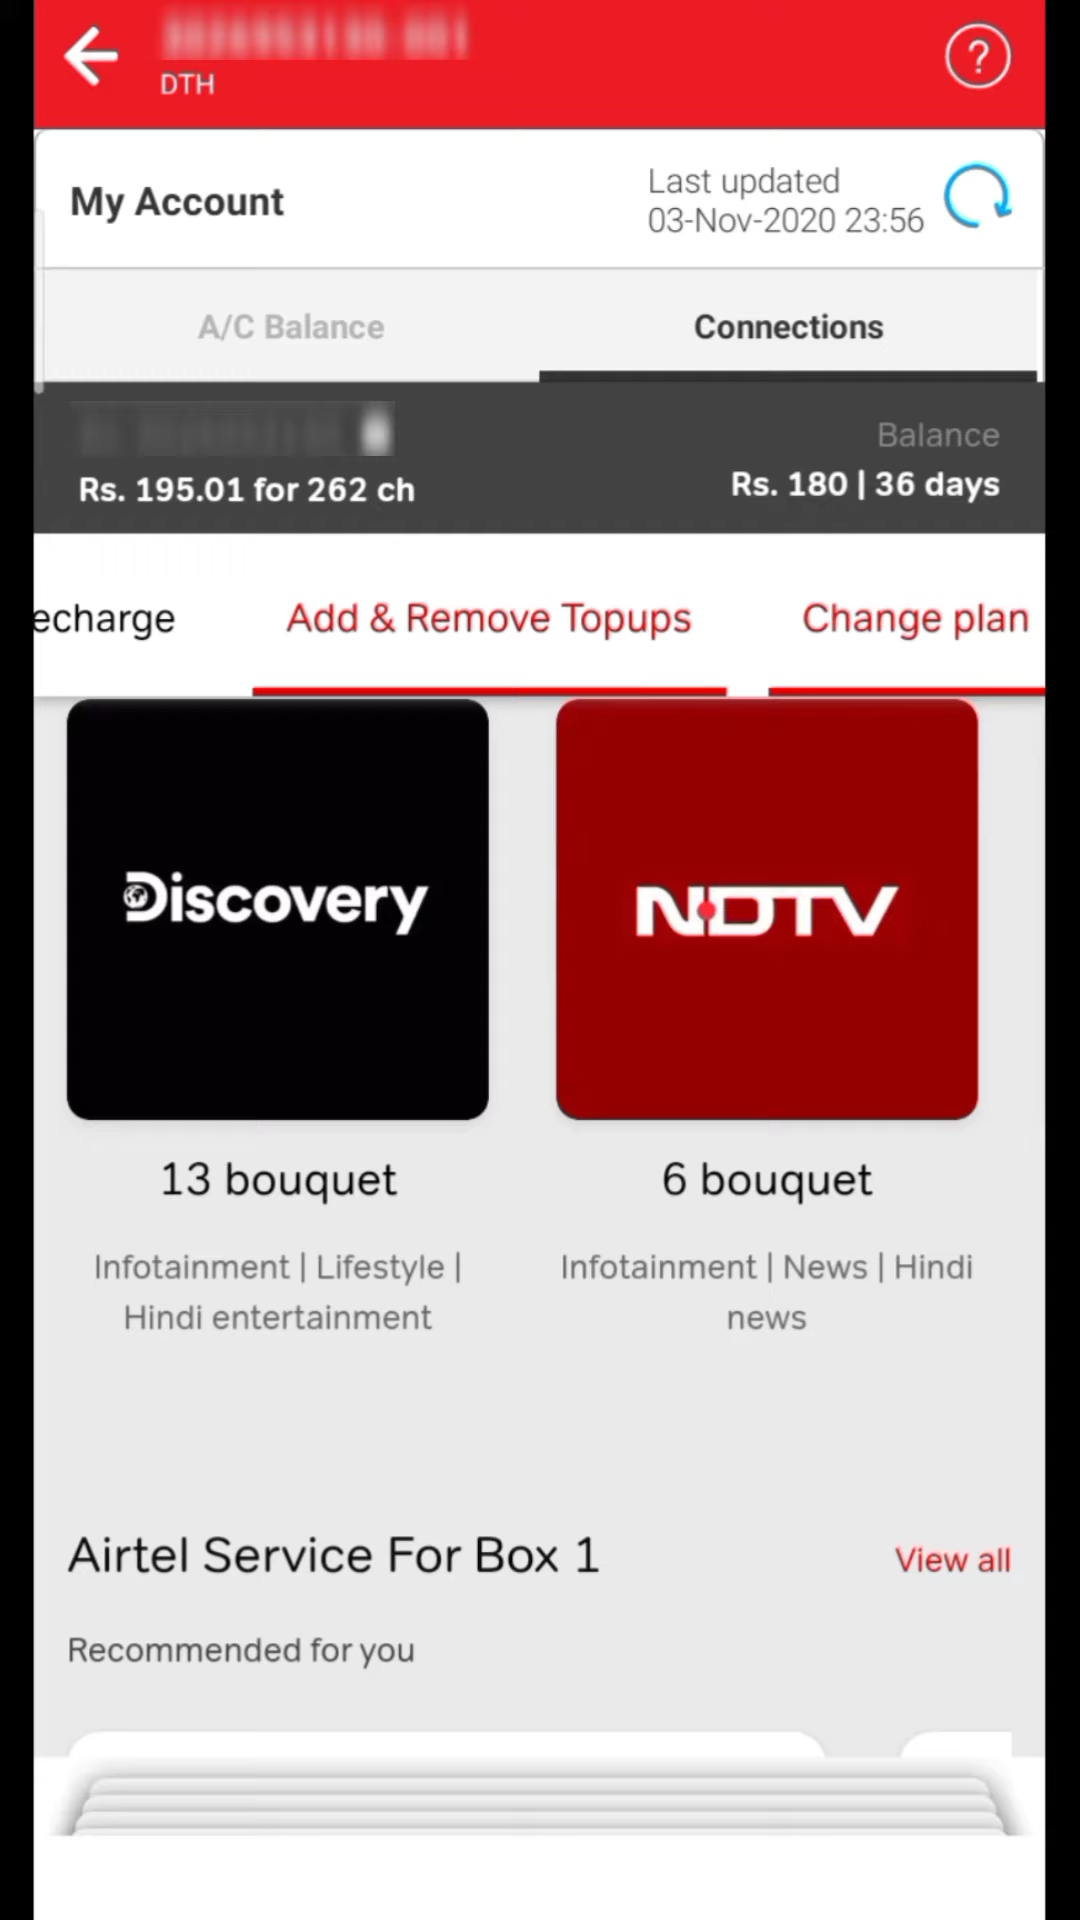 DTH
?
My Account
Last updated
03-Nov-2020 23:56
A/C Balance
Connections
Balance
Rs. 195.01 for 262 ch
Rs. 180 | 36 days
echarge
Add & Remove Topups
Change plan
Discovery
NDTV
13 bouquet
6 bouquet
Infotainment | Lifestyle |
Hindi entertainment
Infotainment | News | Hindi
news
Airtel Service For Box 1
View all
Recommended for you